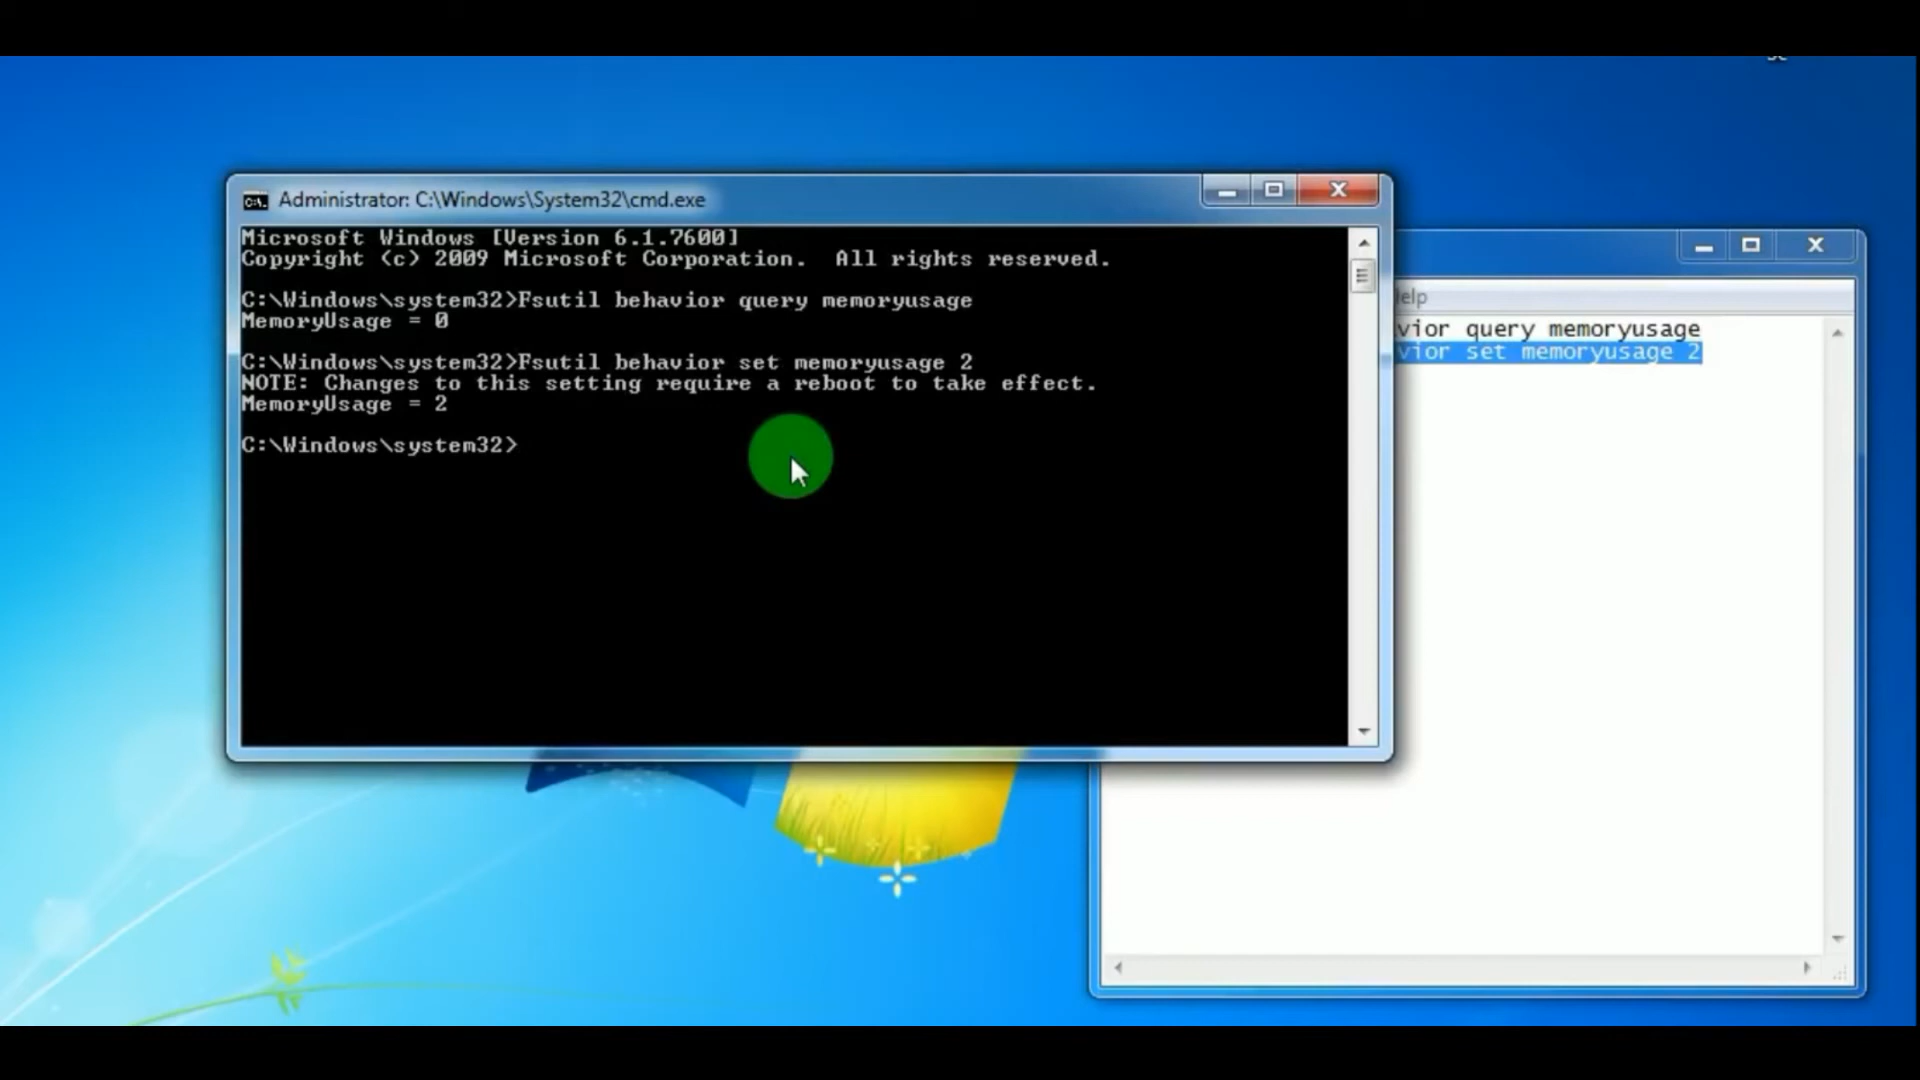 Administrator: C:\Windows\System32\cmd.exe
Microsoft Windows [Version 6.1.7600]
Copyright (c) 2009 Microsoft Corporation.  All rights reserved.
C:\Windows\system32>Fsutil behavior query memoryusage
MemoryUsage = 0
C:\Windows\system32>Fsutil behavior set memoryusage 2
NOTE: Changes to this setting require a reboot to take effect.
MemoryUsage = 2
C:\Windows\system32>
elp
vior query memoryusage
vior set memoryusage 2